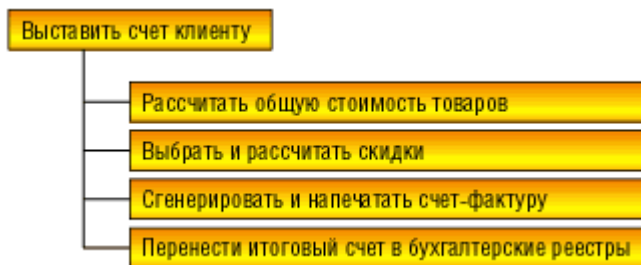 Выставить счет клиенту
Рассчитать общую стоимость товаров
Выбрать и рассчитать скидки
Сгенерировать и напечатать счет-фактуру
Перенести итоговый счет в бухгалтерские реестры